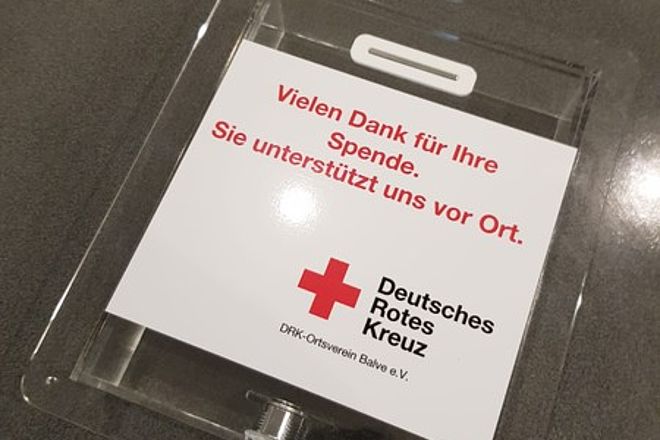 Vielen Dank für Ihre
Spende.
Sie unterstützt uns vor Ort.
Deutsches
Rotes
Kreuz
DRK-Ortsverein Balve e.V.